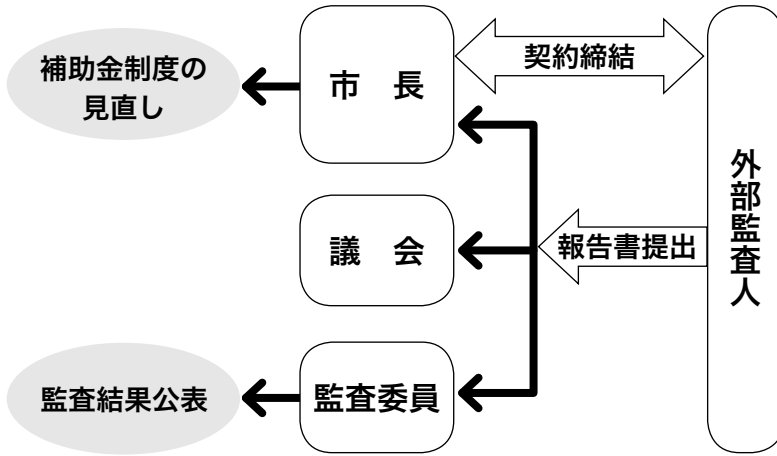 補助金制度の
見直し
市　長
契約締結
外部監査人
議　会
報告書提出
監査結果公表
監査委員